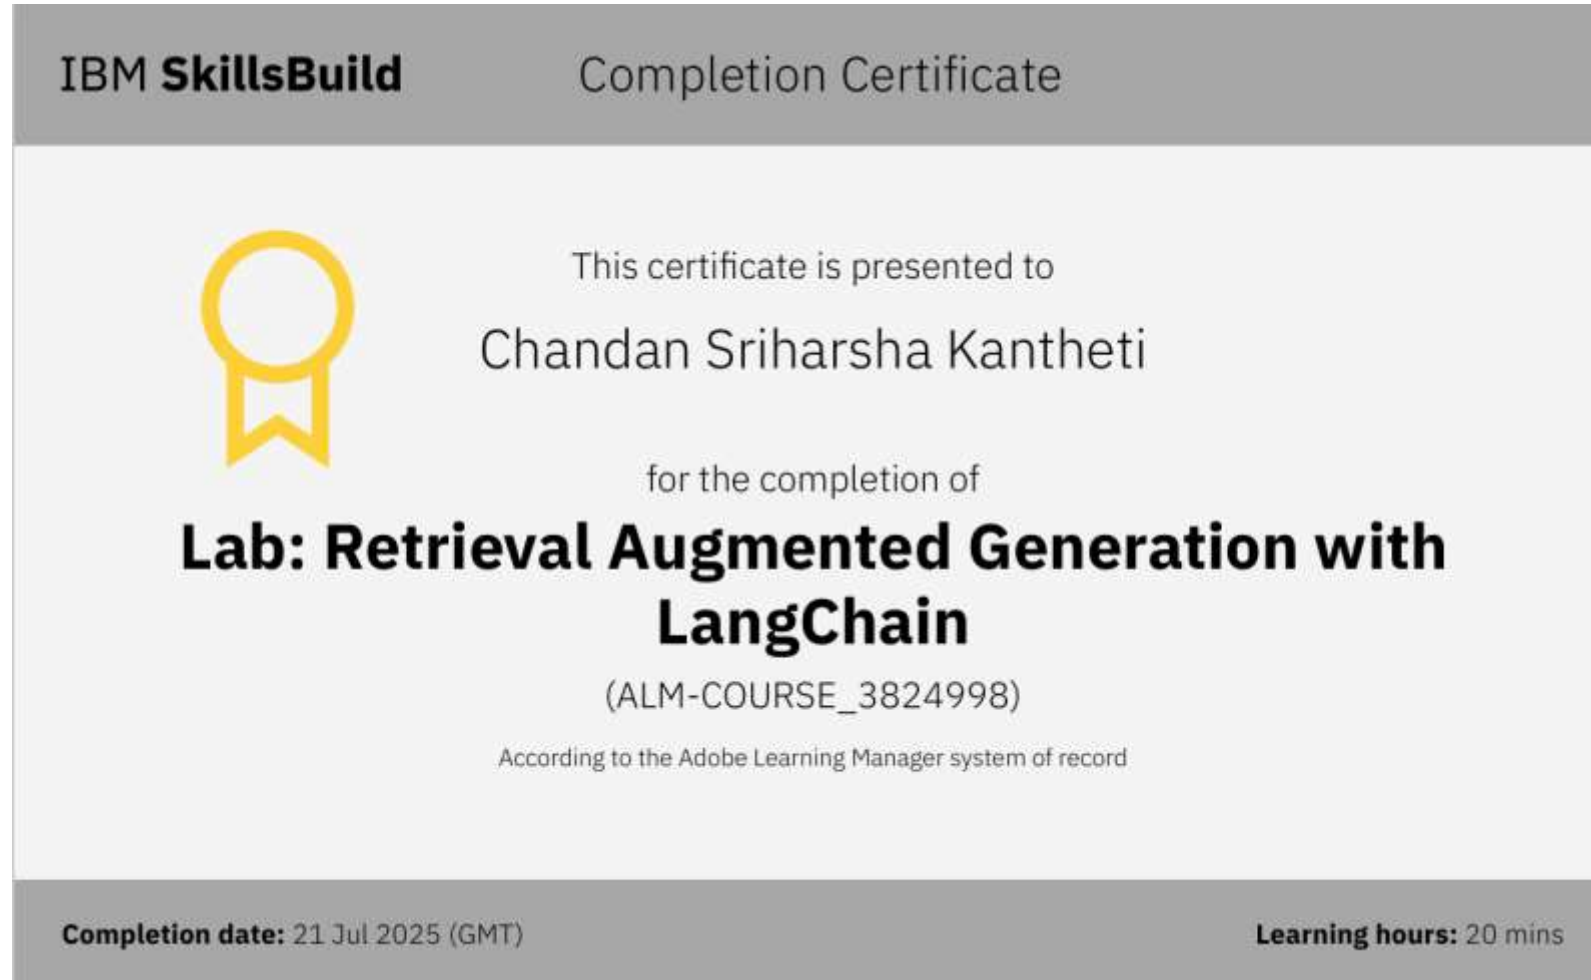 IBM SkillsBuild Completion Certificate
This certificate is presented to
Chandan Sriharsha Kantheti
for the completion of
Lab: Retrieval Augmented Generation with
LangChain
(ALM-COURSE_3824998)
According to the Adobe Learning Manager system of record
Completion date: 21 Jul 2025 (GMT) Learning hours: 20 mins